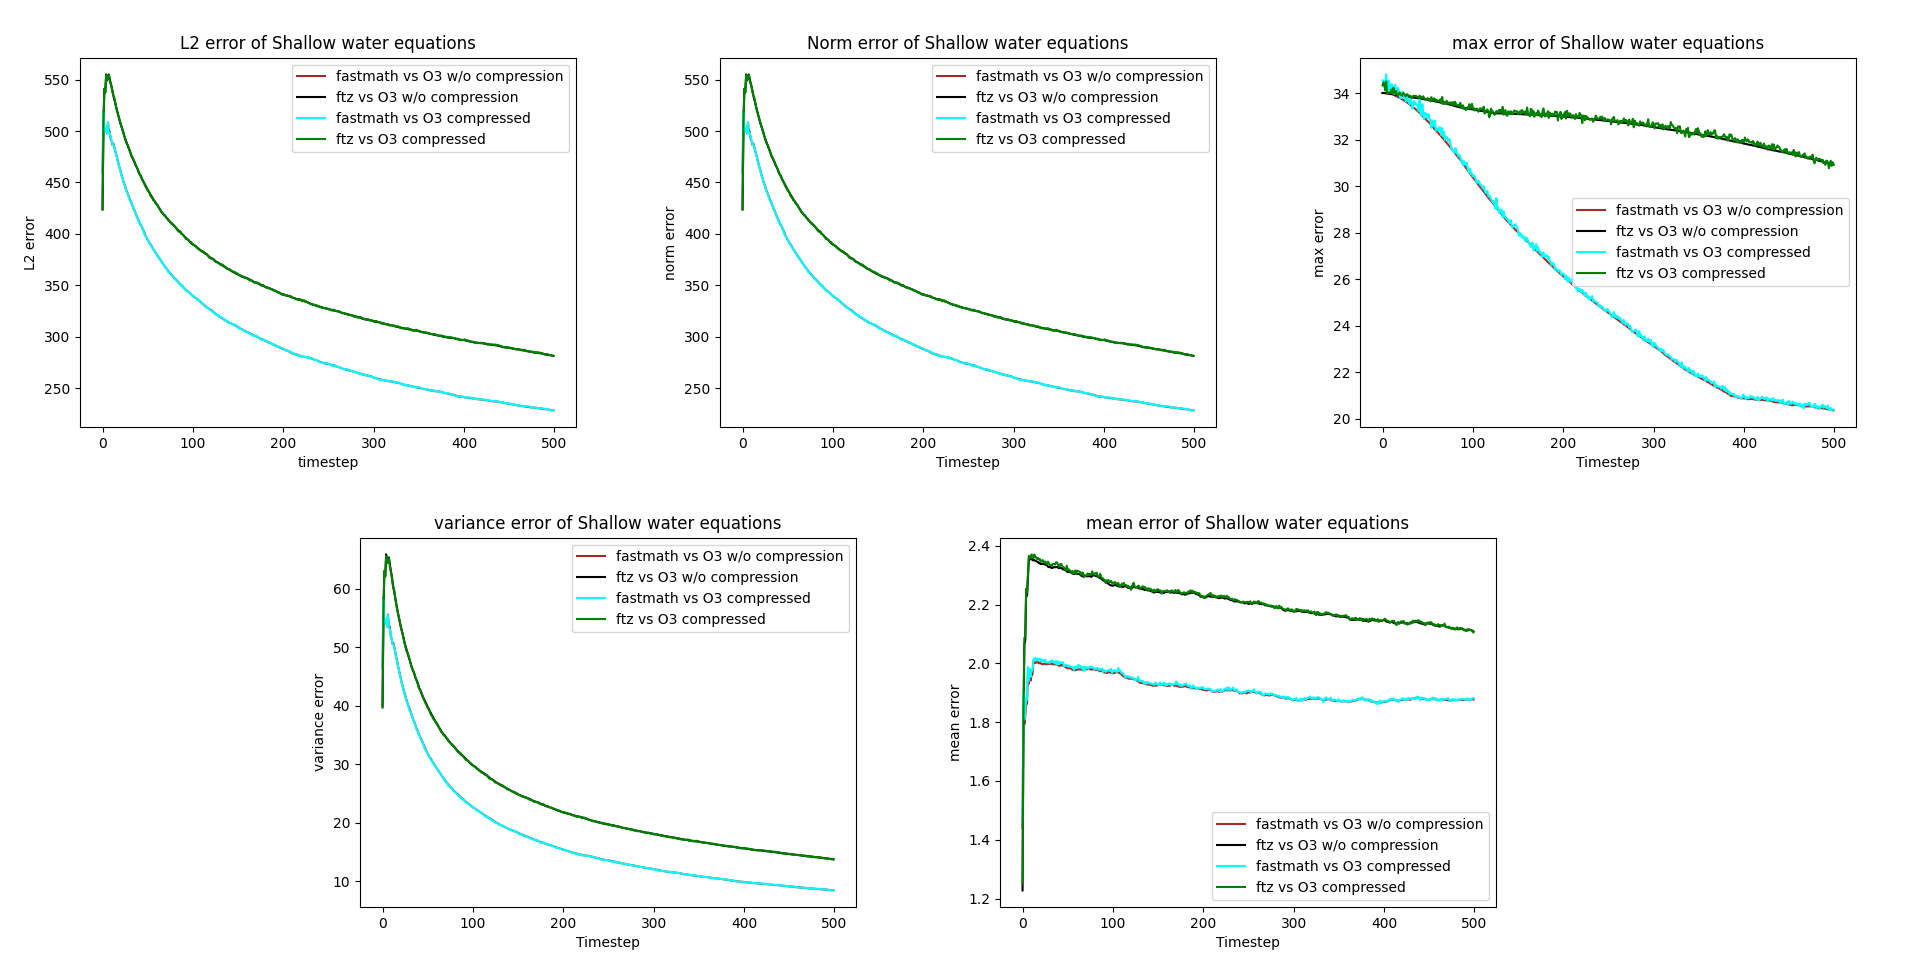 L2 error of Shallow water equations
550
500
450
400
350
300
250
L2 error
0
100
200
300
400
500
timestep
fastmath vs O3 w/o compression
ftz vs O3 w/o compression
fastmath vs O3 compressed
ftz vs O3 compressed
Norm error of Shallow water equations
550
500
450
400
350
300
250
norm error
0
100
200
300
400
500
Timestep
fastmath vs O3 w/o compression
ftz vs O3 w/o compression
fastmath vs O3 compressed
ftz vs O3 compressed
max error of Shallow water equations
34
32
30
28
26
24
22
20
max error
0
100
200
300
400
500
Timestep
fastmath vs O3 w/o compression
ftz vs O3 w/o compression
fastmath vs O3 compressed
ftz vs O3 compressed
variance error of Shallow water equations
60
50
40
30
20
10
variance error
0
100
200
300
400
500
Timestep
fastmath vs O3 w/o compression
ftz vs O3 w/o compression
fastmath vs O3 compressed
ftz vs O3 compressed
mean error of Shallow water equations
2.4
2.2
2.0
1.8
1.6
1.4
1.2
mean error
0
100
200
300
400
500
Timestep
fastmath vs O3 w/o compression
ftz vs O3 w/o compression
fastmath vs O3 compressed
ftz vs O3 compressed